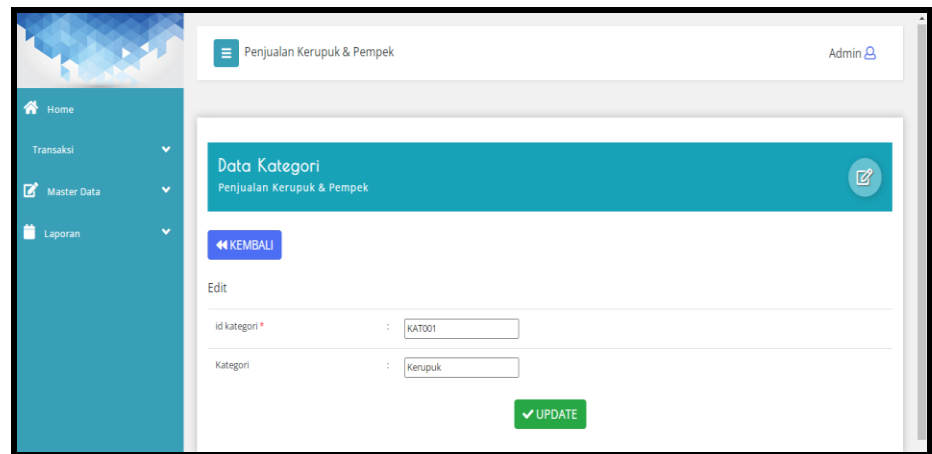 Penjualan Kerupuk & Pempek
Admin
Home
Transaksi
Master Data
Laporan
Data Kategori
Penjualan Kerupuk & Pempek
KEMBALI
Edit
id kategori * : KAT001
Kategori : Kerupuk
UPDATE